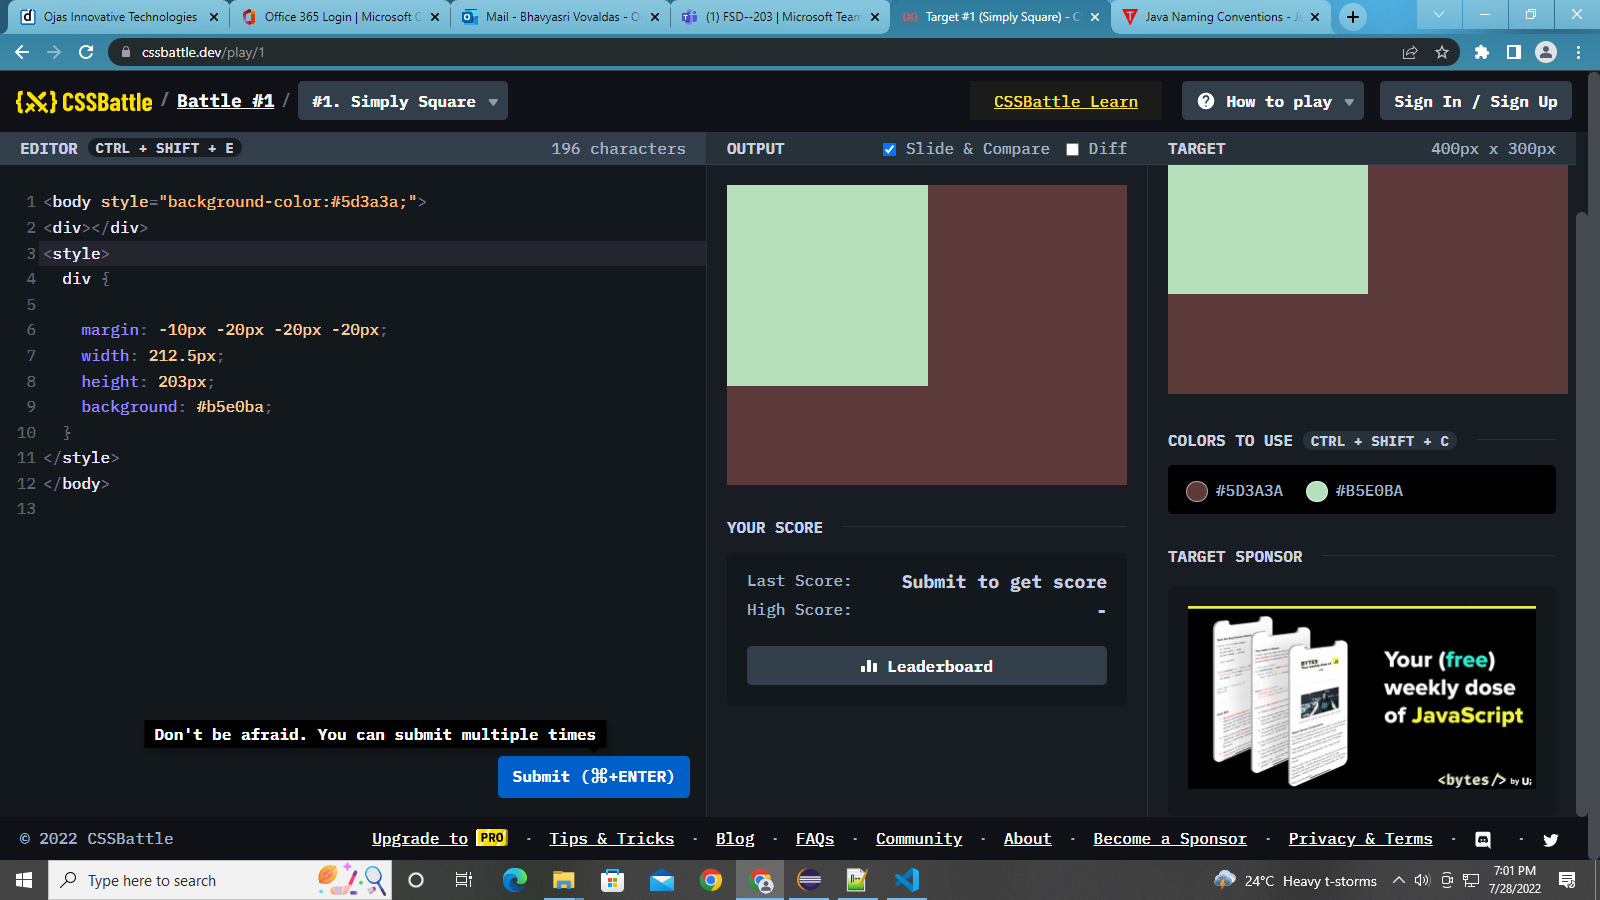 Ojas Innovative Technologies
Office 365 Login | Microsoft
Mail - Bhavyasri Vovaldas - O
(1) FSD--203 | Microsoft Team
Target #1 (Simply Square) - C
Java Naming Conventions - Ja
cssbattle.dev/play/1
CSSBattle / Battle #1 / #1. Simply Square
CSSBattle Learn
How to play
Sign In / Sign Up
EDITOR CTRL + SHIFT + E 196 characters
OUTPUT Slide & Compare Diff
TARGET 400px x 300px
1 <body style="background-color:#5d3a3a;">
2 <div></div>
3 <style>
4 div {
5
6 margin: -10px -20px -20px -20px;
7 width: 212.5px;
8 height: 203px;
9 background: #b5e0ba;
10 }
11 </style>
12 </body>
13
Don't be afraid. You can submit multiple times
Submit (⌘+ENTER)
YOUR SCORE
Last Score: Submit to get score
High Score: -
Leaderboard
COLORS TO USE CTRL + SHIFT + C
#5D3A3A #B5E0BA
TARGET SPONSOR
BYTES
Your (free)
weekly dose
of JavaScript
<bytes/> by U;
© 2022 CSSBattle
Upgrade to PRO · Tips & Tricks · Blog · FAQs · Community · About · Become a Sponsor · Privacy & Terms · ·
Type here to search
24°C Heavy t-storms
7:01 PM
7/28/2022